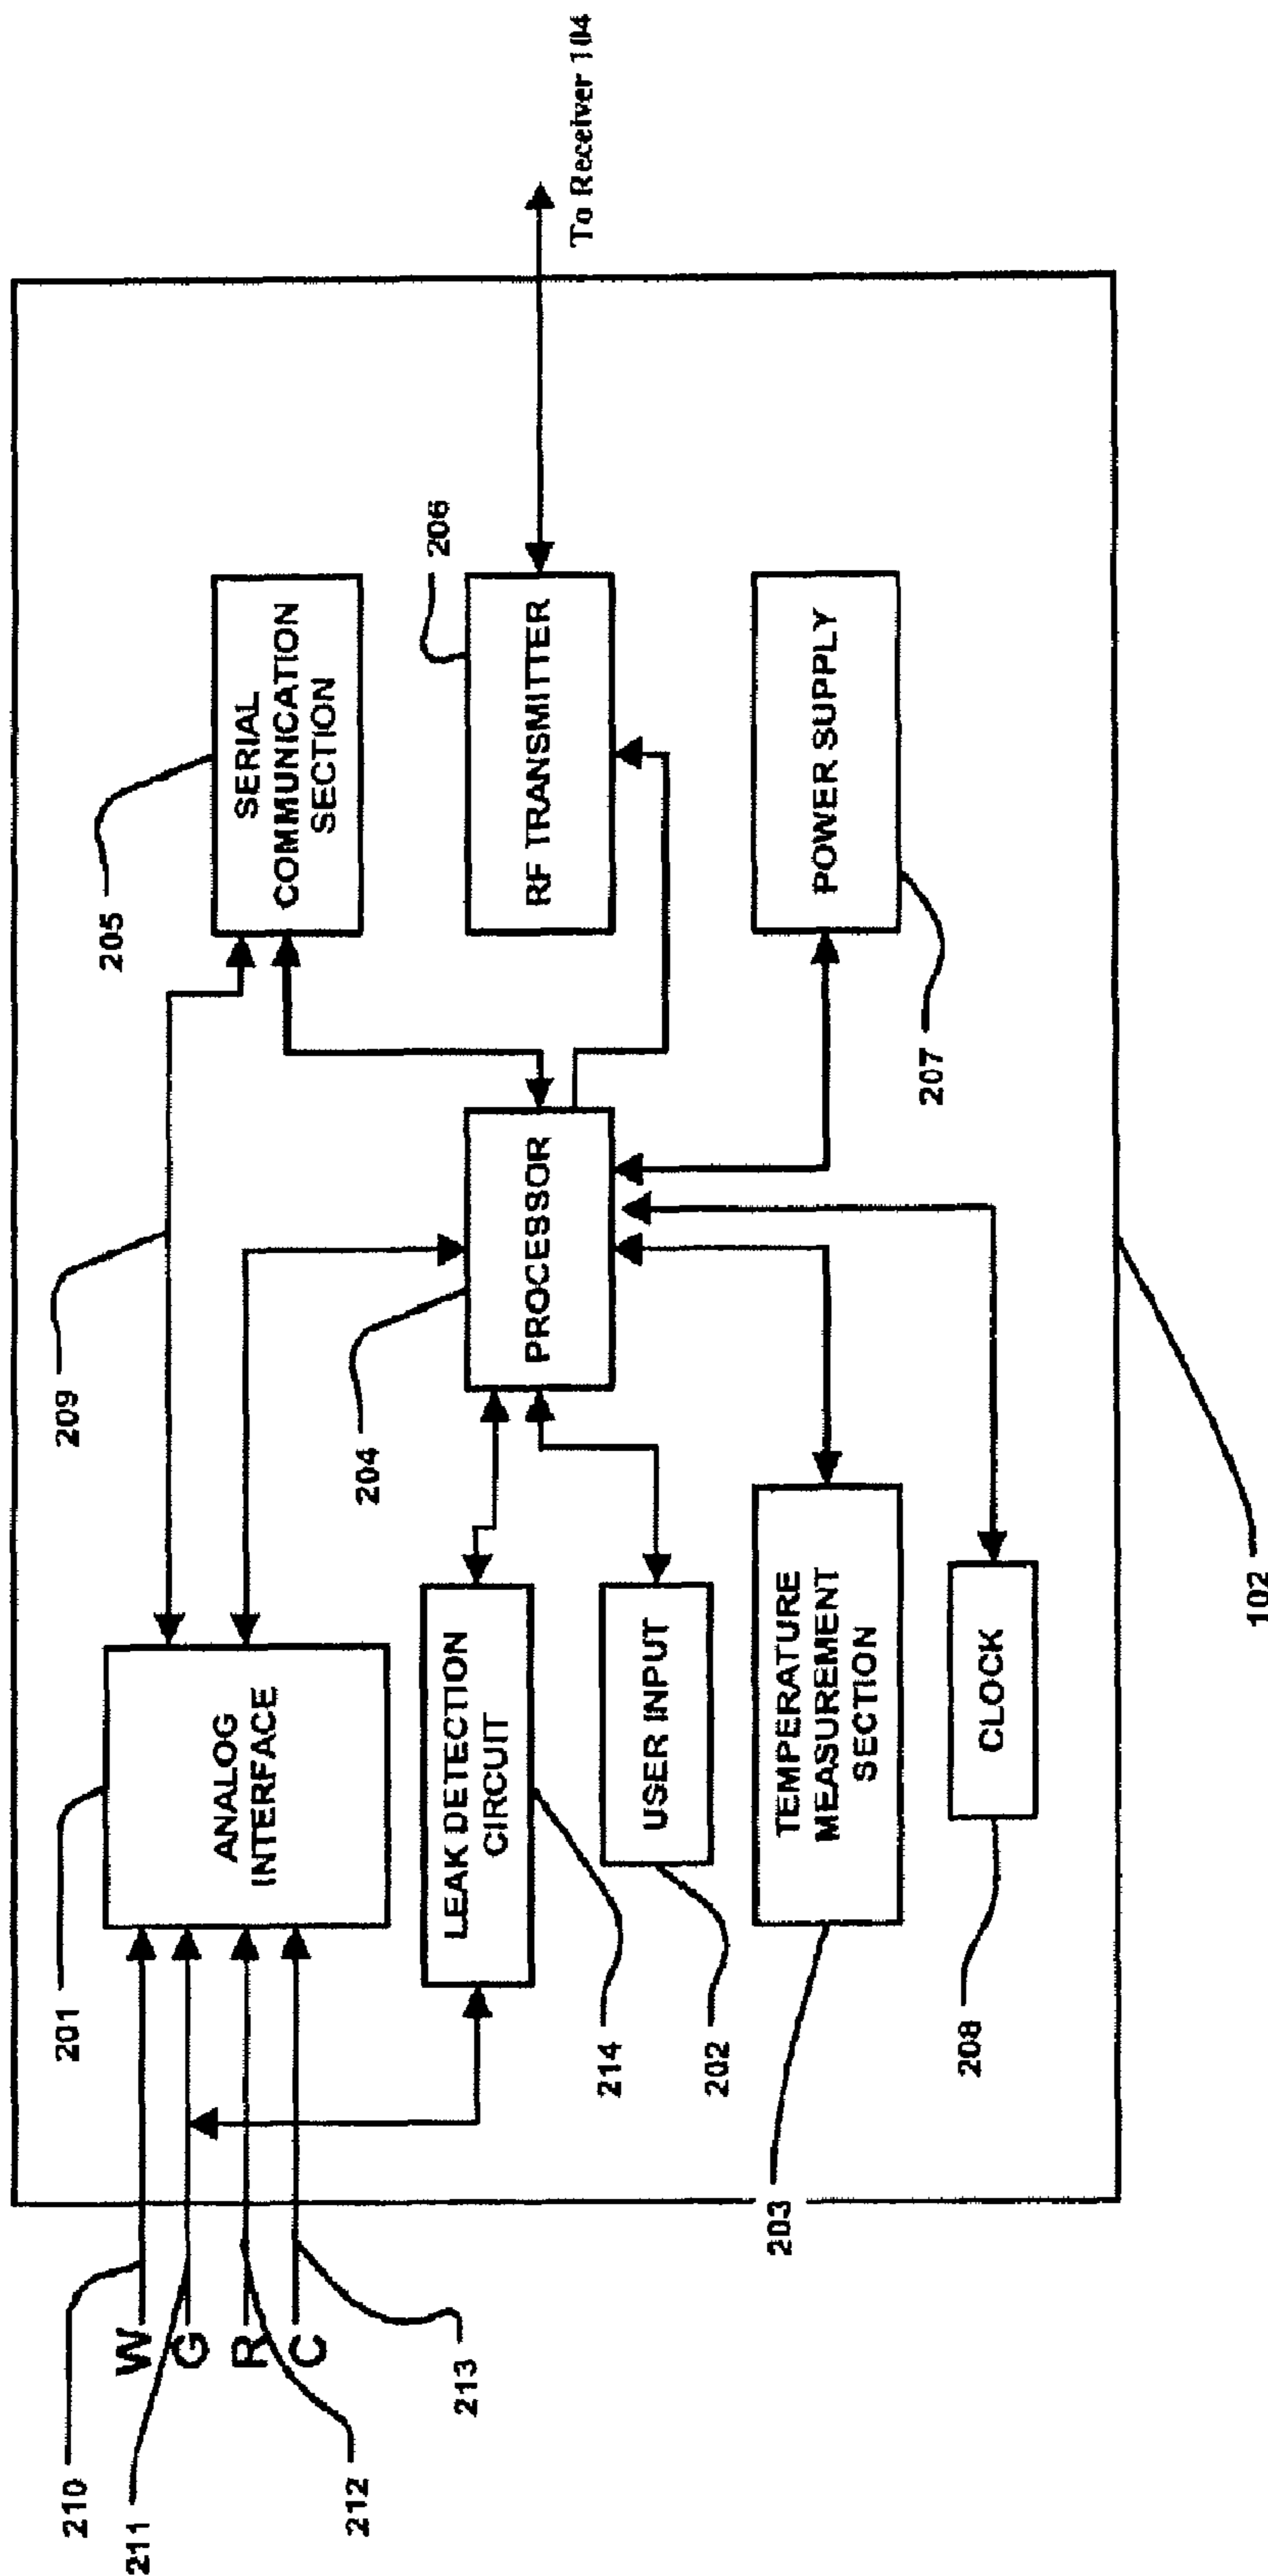 210
W
211
G
212
R
213
C
201
ANALOG
INTERFACE
209
205
SERIAL
COMMUNICATION
SECTION
214
LEAK DETECTION
CIRCUIT
204
PROCESSOR
206
RF TRANSMITTER
To Receiver 104
202
USER INPUT
203
TEMPERATURE
MEASUREMENT
SECTION
207
POWER SUPPLY
208
CLOCK
102